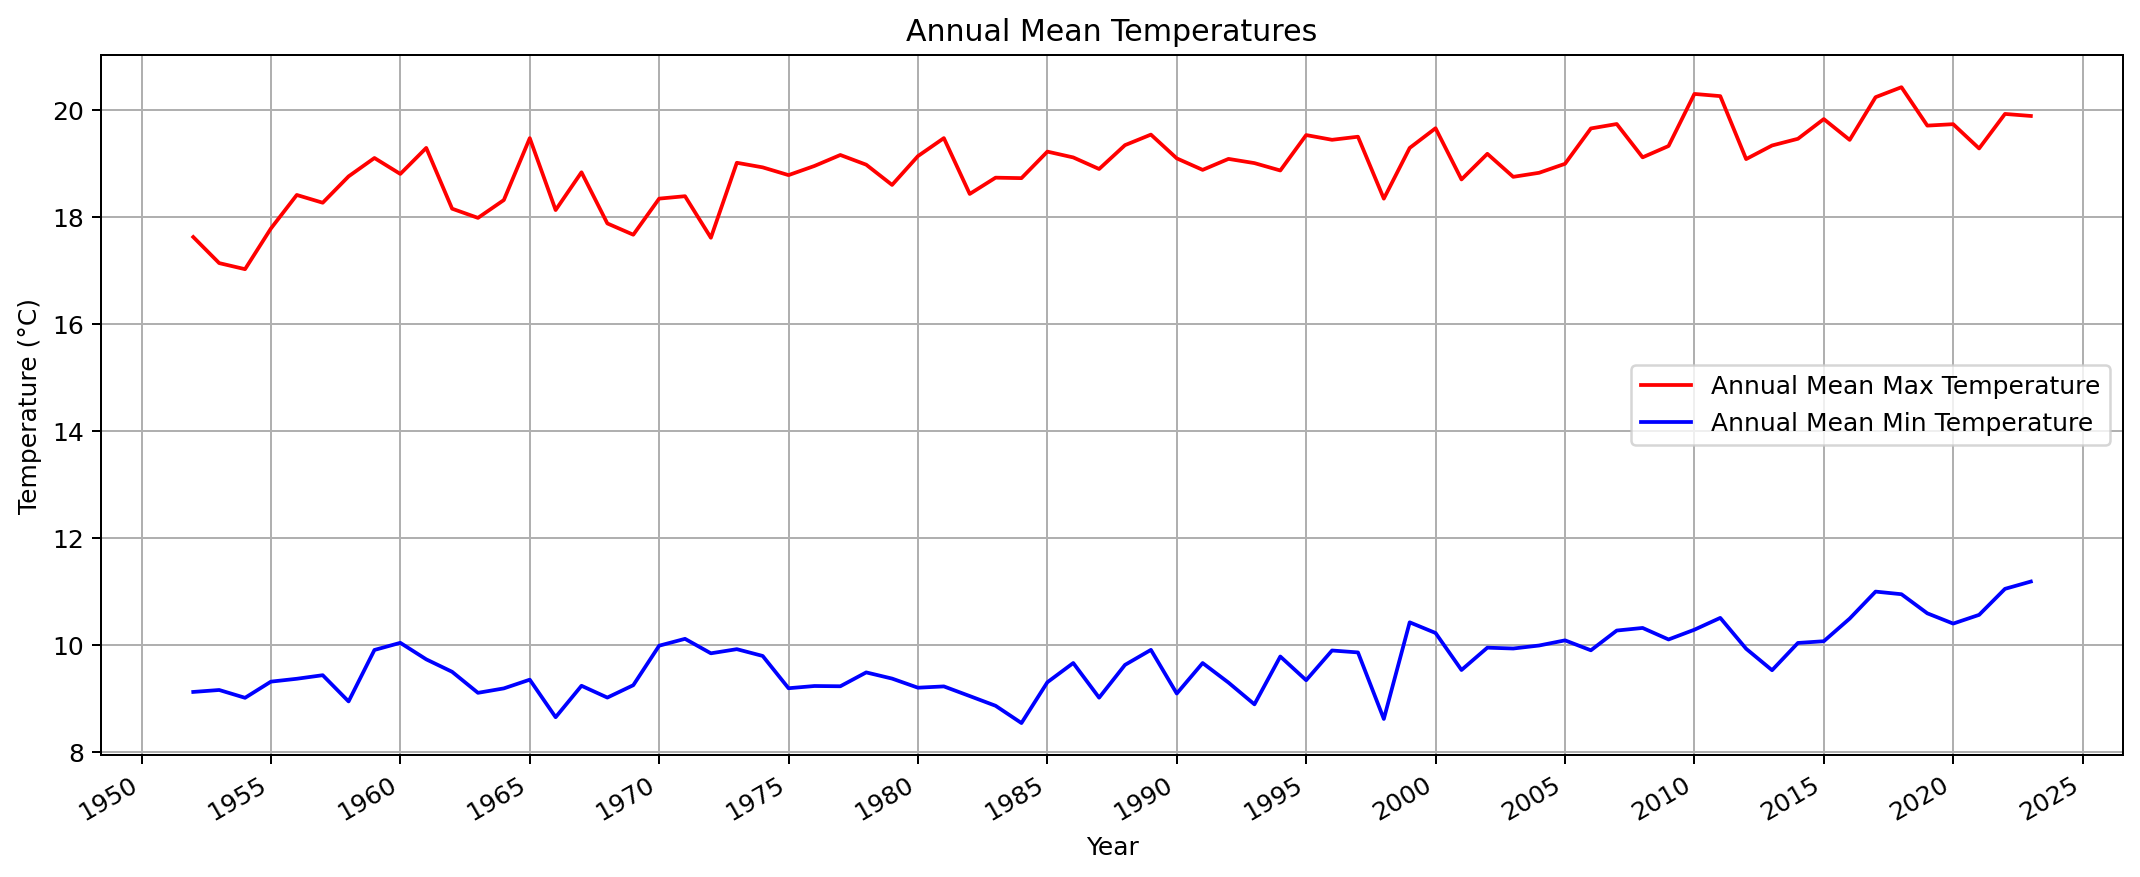 Annual Mean Temperatures
20
18
16
14
12
10
8
Temperature (°C)
Annual Mean Max Temperature
Annual Mean Min Temperature
1950 1955 1960 1965 1970 1975 1980 1985 1990 1995 2000 2005 2010 2015 2020 2025
Year